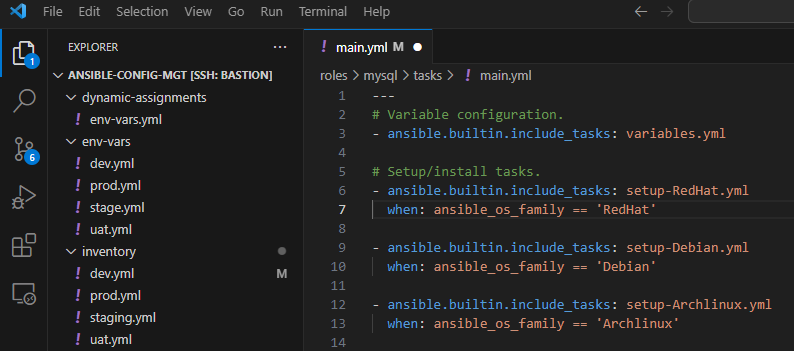 File Edit Selection View Go Run Terminal Help
EXPLORER
ANSIBLE-CONFIG-MGT [SSH: BASTION]
dynamic-assignments
! env-vars.yml
env-vars
! dev.yml
! prod.yml
! stage.yml
! uat.yml
inventory
! dev.yml M
! prod.yml
! staging.yml
! uat.yml
1
6
! main.yml M
roles > mysql > tasks > ! main.yml
1 ---
2 # Variable configuration.
3 - ansible.builtin.include_tasks: variables.yml
4
5 # Setup/install tasks.
6 - ansible.builtin.include_tasks: setup-RedHat.yml
7 when: ansible_os_family == 'RedHat'
8
9 - ansible.builtin.include_tasks: setup-Debian.yml
10 when: ansible_os_family == 'Debian'
11
12 - ansible.builtin.include_tasks: setup-Archlinux.yml
13 when: ansible_os_family == 'Archlinux'
14